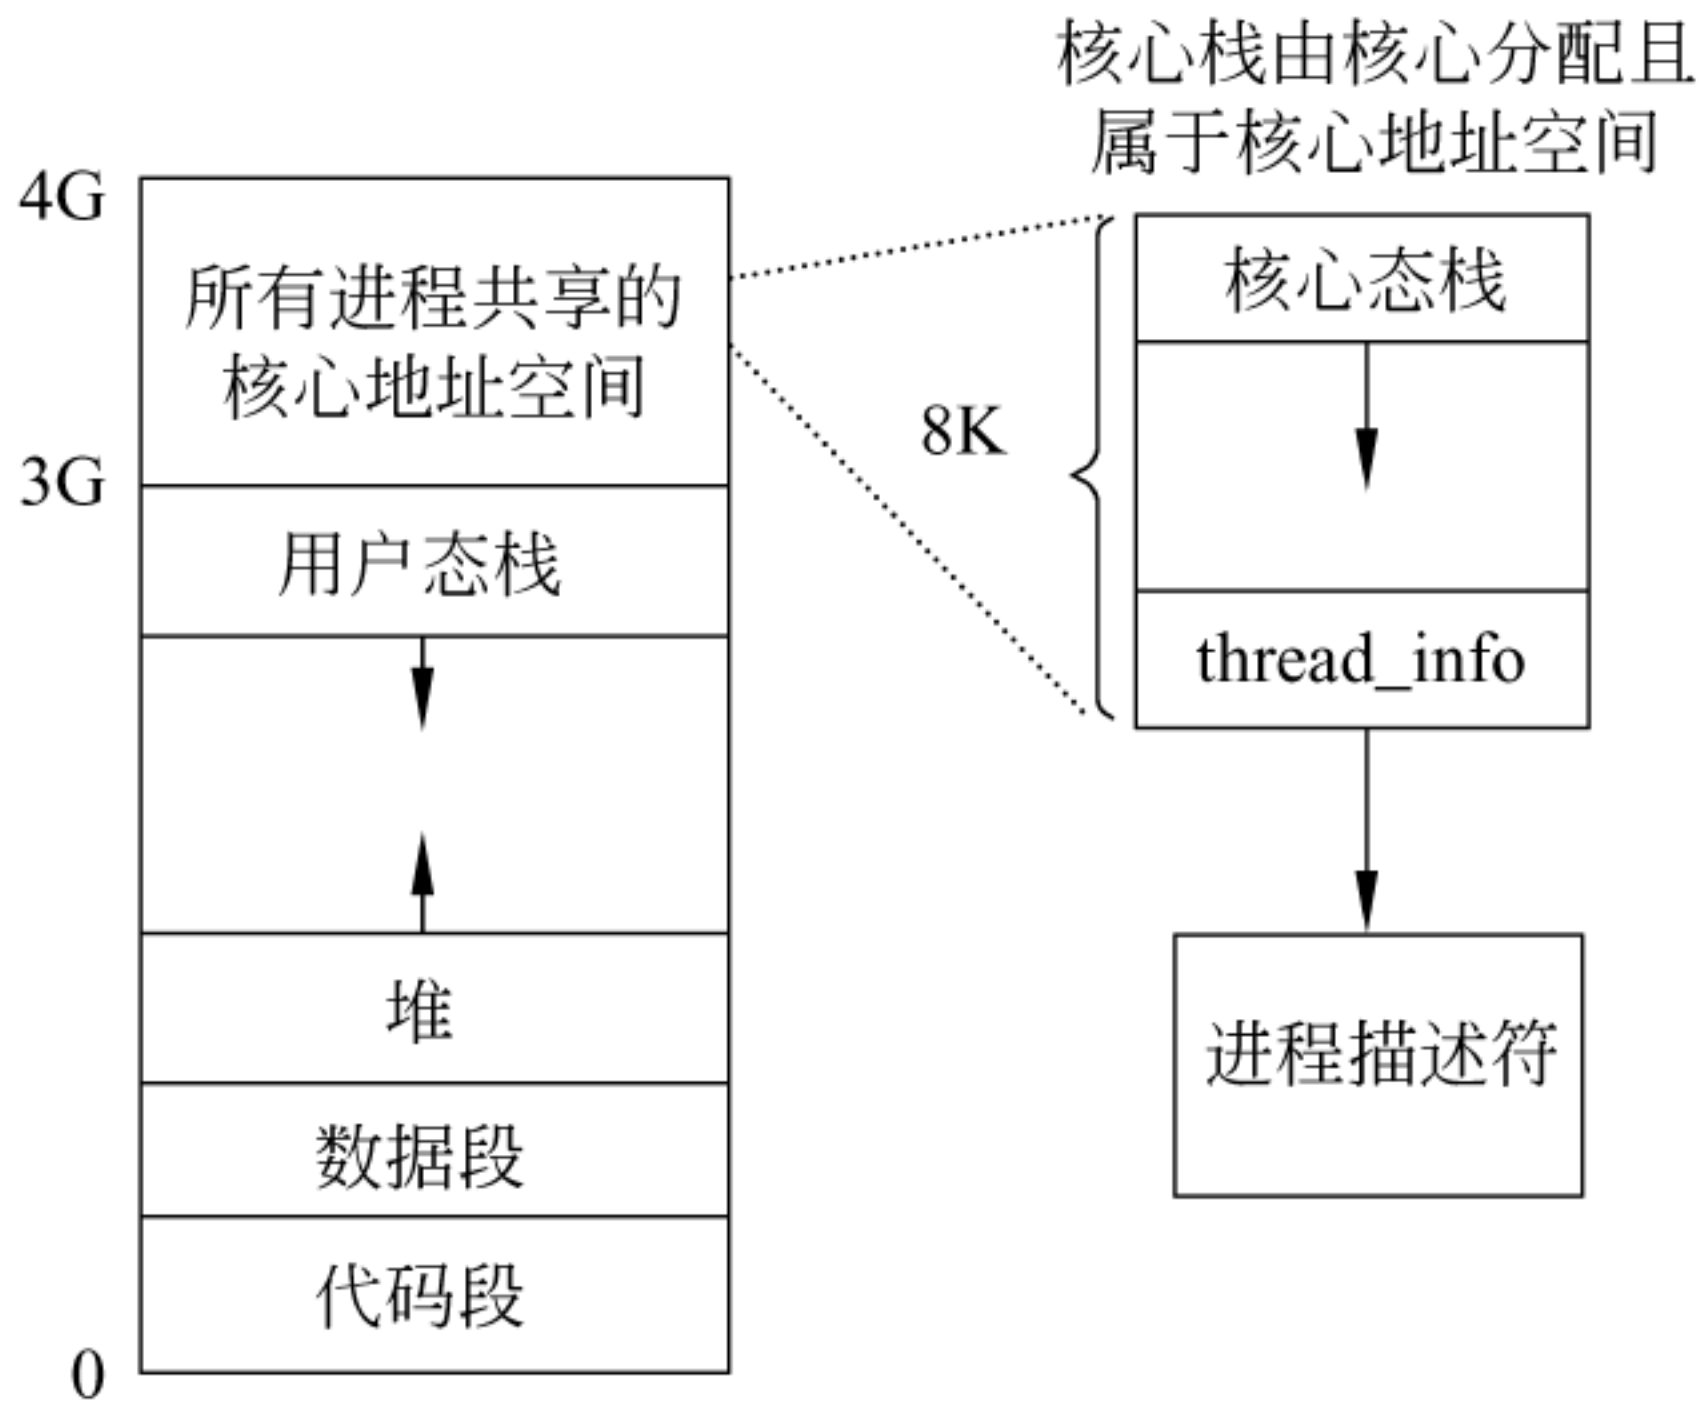 核心栈由核心分配且
属于核心地址空间
4G
所有进程共享的
核心地址空间
3G
用户态栈
堆
数据段
代码段
0
8K
核心态栈
thread_info
进程描述符